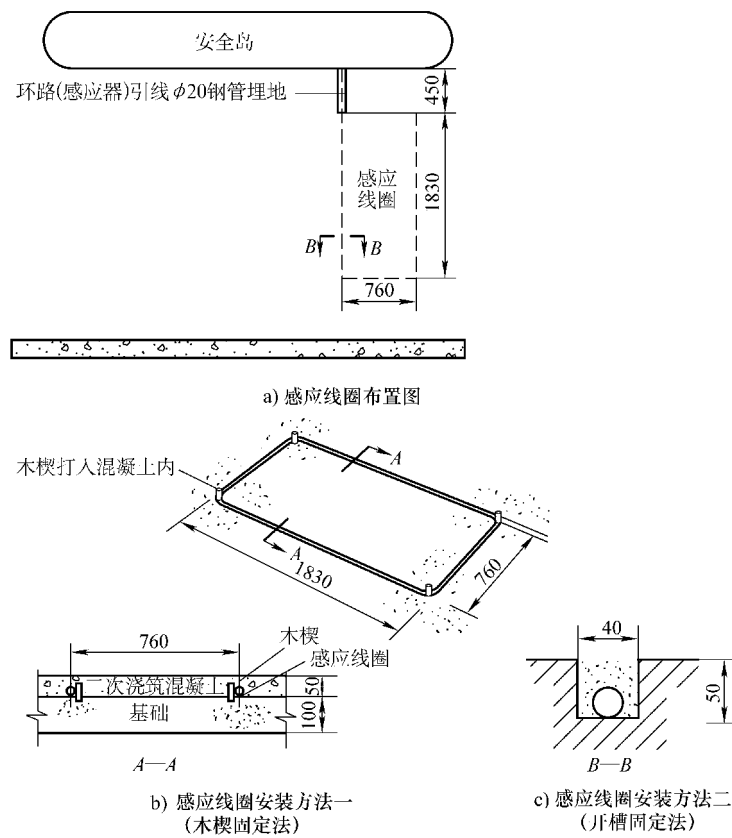 安全岛
环路(感应器)引线φ20钢管埋地
450
感应
线圈
1830
B
B
760
a) 感应线圈布置图
木楔打入混凝土内
A
A
1830
760
760
木楔
感应线圈
二次浇筑混凝土
50
基础
100
A—A
b) 感应线圈安装方法一
(木楔固定法)
40
50
B—B
c) 感应线圈安装方法二
(开槽固定法)